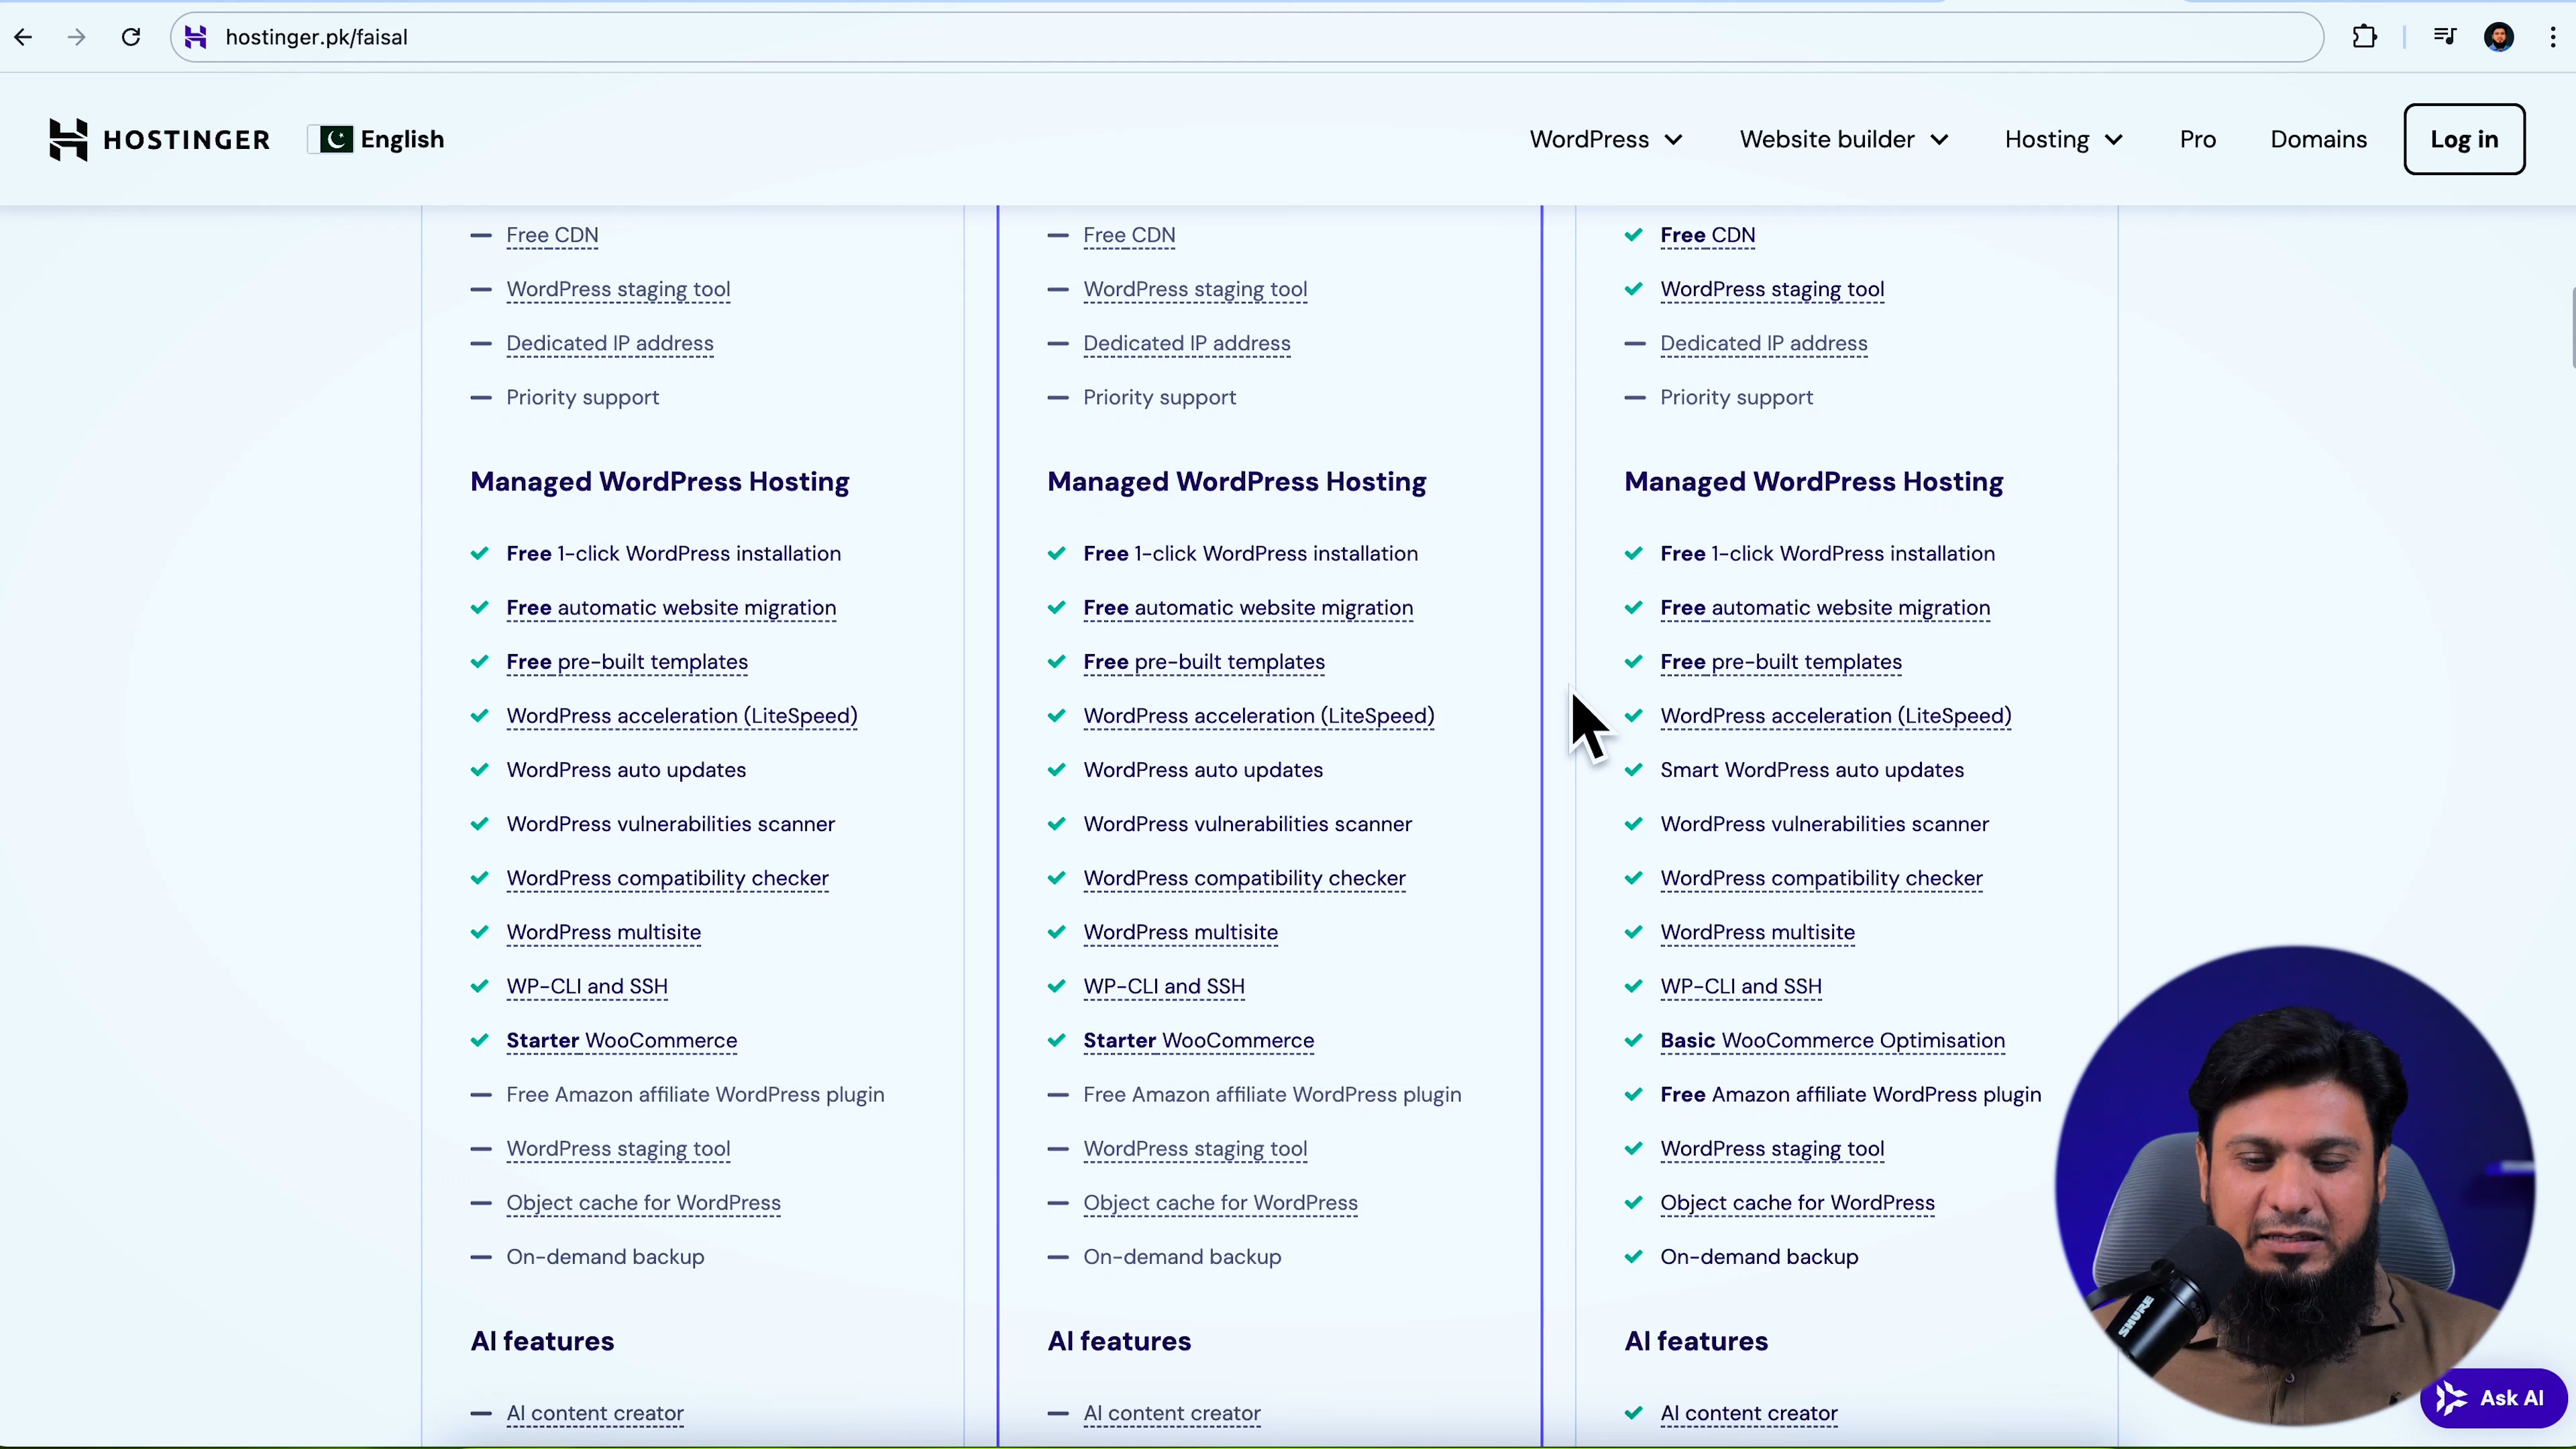 hostinger.pk/faisal
HOSTINGER
English
WordPress
Website builder
Hosting
Pro
Domains
Log in
Free CDN
WordPress staging tool
Dedicated IP address
Priority support
Managed WordPress Hosting
Free 1-click WordPress installation
Free automatic website migration
Free pre-built templates
WordPress acceleration (LiteSpeed)
WordPress auto updates
WordPress vulnerabilities scanner
WordPress compatibility checker
WordPress multisite
WP-CLI and SSH
Starter WooCommerce
Free Amazon affiliate WordPress plugin
WordPress staging tool
Object cache for WordPress
On-demand backup
AI features
AI content creator
Free CDN
WordPress staging tool
Dedicated IP address
Priority support
Managed WordPress Hosting
Free 1-click WordPress installation
Free automatic website migration
Free pre-built templates
WordPress acceleration (LiteSpeed)
WordPress auto updates
WordPress vulnerabilities scanner
WordPress compatibility checker
WordPress multisite
WP-CLI and SSH
Starter WooCommerce
Free Amazon affiliate WordPress plugin
WordPress staging tool
Object cache for WordPress
On-demand backup
AI features
AI content creator
Free CDN
WordPress staging tool
Dedicated IP address
Priority support
Managed WordPress Hosting
Free 1-click WordPress installation
Free automatic website migration
Free pre-built templates
WordPress acceleration (LiteSpeed)
Smart WordPress auto updates
WordPress vulnerabilities scanner
WordPress compatibility checker
WordPress multisite
WP-CLI and SSH
Basic WooCommerce Optimisation
Free Amazon affiliate WordPress plugin
WordPress staging tool
Object cache for WordPress
On-demand backup
AI features
AI content creator
SHURE
Ask AI